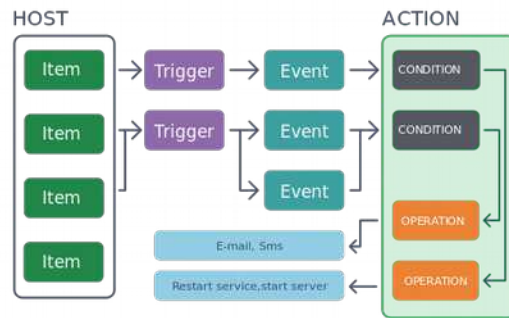 HOST
ACTION
Item
Trigger
Event
CONDITION
Item
Trigger
Event
CONDITION
Item
Event
OPERATION
E-mail, Sms
Item
OPERATION
Restart service,start server